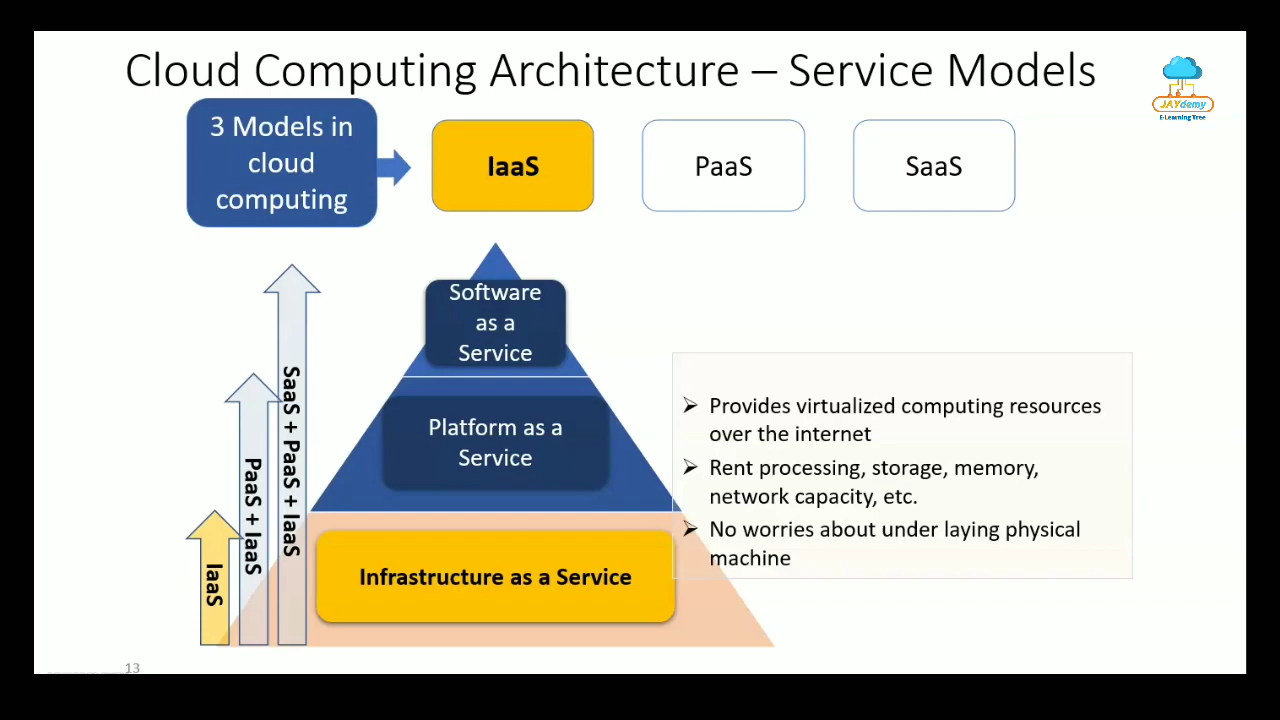 Cloud Computing Architecture – Service Models
JAYdemy
E-Learning Tree
3 Models in
cloud
computing
IaaS
PaaS
SaaS
Software
as a
Service
Platform as a
Service
Infrastructure as a Service
IaaS
PaaS + IaaS
SaaS + PaaS + IaaS
➢ Provides virtualized computing resources
over the internet
➢ Rent processing, storage, memory,
network capacity, etc.
➢ No worries about under laying physical
machine
13